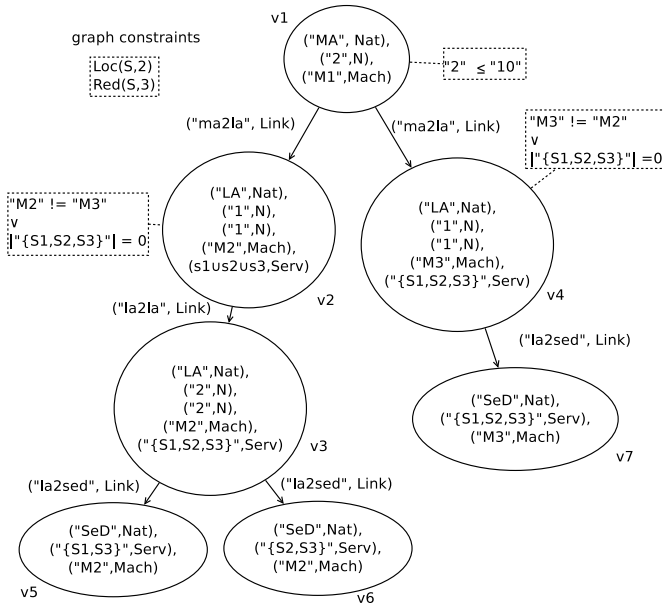 graph constraints
Loc(S,2)
Red(S,3)
v1
("MA", Nat),
("2",N),
("M1",Mach)
"2" ≤ "10"
("ma2la", Link)
("ma2la", Link)
"M3" != "M2"
∨
|"{S1,S2,S3}"| =0
"M2" != "M3"
∨
|"{S1,S2,S3}"| = 0
("LA",Nat),
("1",N),
("1",N),
("M2",Mach),
(s1∪s2∪s3,Serv)
v2
("LA",Nat),
("1",N),
("1",N),
("M3",Mach),
("{S1,S2,S3}",Serv)
v4
("la2la", Link)
("la2sed", Link)
("LA",Nat),
("2",N),
("2",N),
("M2",Mach),
("{S1,S2,S3}",Serv)
v3
("SeD",Nat),
("{S1,S2,S3}",Serv),
("M3",Mach)
v7
("la2sed", Link)
("la2sed", Link)
("SeD",Nat),
("{S1,S3}",Serv),
("M2",Mach)
v5
("SeD",Nat),
("{S2,S3}",Serv),
("M2",Mach)
v6